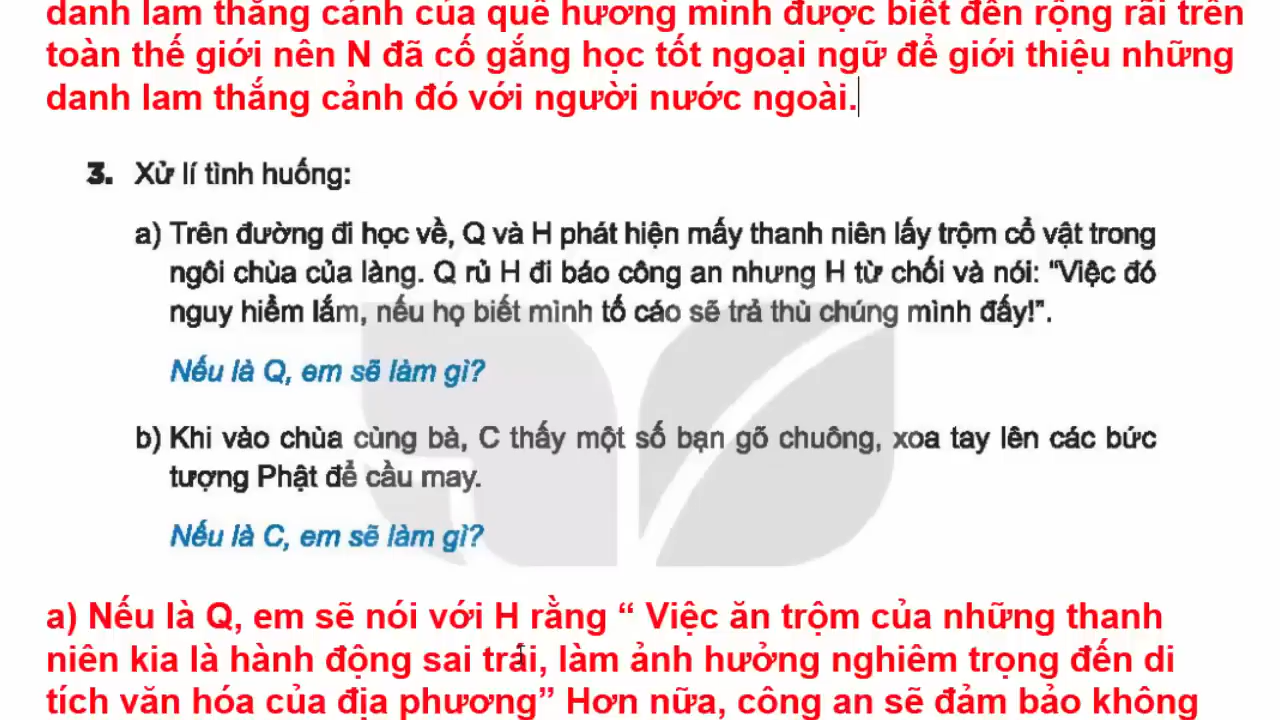 danh lam thắng cảnh của quê hương mình được biết đến rộng rãi trên
toàn thế giới nên N đã cố gắng học tốt ngoại ngữ để giới thiệu những
danh lam thắng cảnh đó với người nước ngoài.
3. Xử lí tình huống:
a) Trên đường đi học về, Q và H phát hiện mấy thanh niên lấy trộm cổ vật trong
ngôi chùa của làng. Q rủ H đi báo công an nhưng H từ chối và nói: “Việc đó
nguy hiểm lắm, nếu họ biết mình tố cáo sẽ trả thù chúng mình đấy!”.
Nếu là Q, em sẽ làm gì?
b) Khi vào chùa cùng bà, C thấy một số bạn gõ chuông, xoa tay lên các bức
tượng Phật để cầu may.
Nếu là C, em sẽ làm gì?
a) Nếu là Q, em sẽ nói với H rằng “ Việc ăn trộm của những thanh
niên kia là hành động sai trái, làm ảnh hưởng nghiêm trọng đến di
tích văn hóa của địa phương” Hơn nữa, công an sẽ đảm bảo không